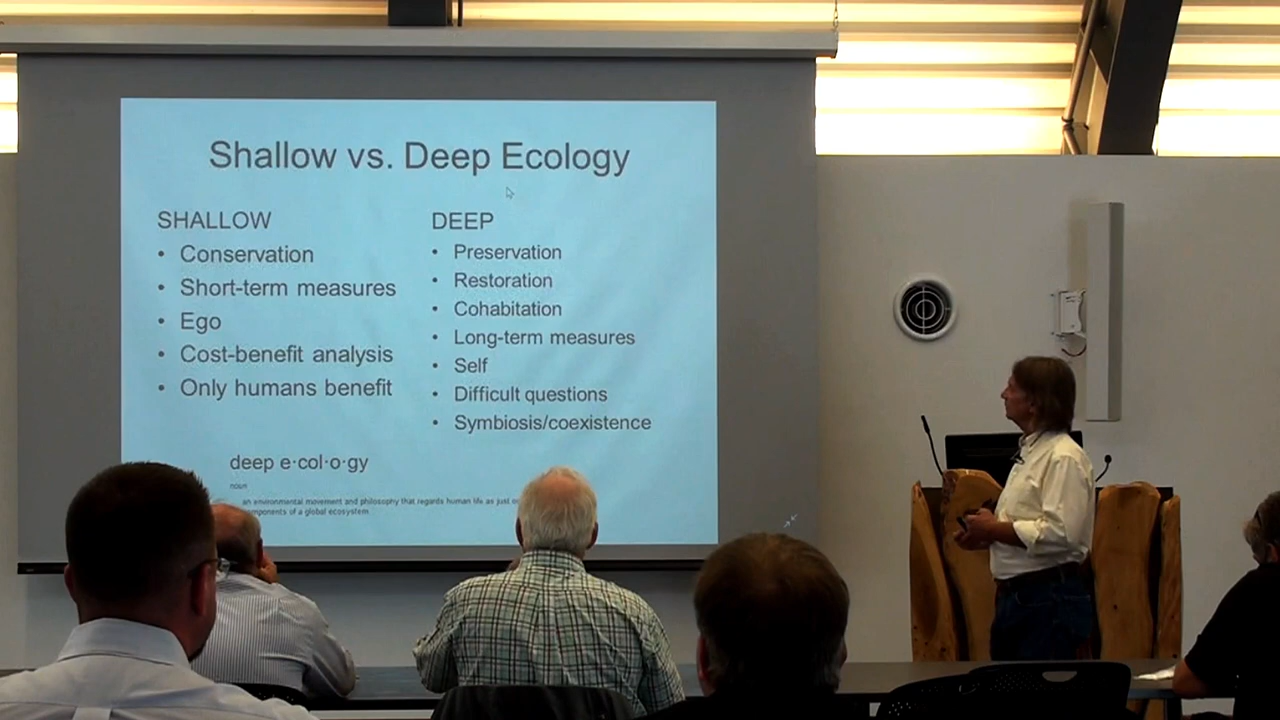 Shallow vs. Deep Ecology
SHALLOW
• Conservation
• Short-term measures
• Ego
• Cost-benefit analysis
• Only humans benefit
DEEP
• Preservation
• Restoration
• Cohabitation
• Long-term measures
• Self
• Difficult questions
• Symbiosis/coexistence
deep e·col·o·gy
noun
an environmental movement and philosophy that regards human life as just
of a global ecosystem.